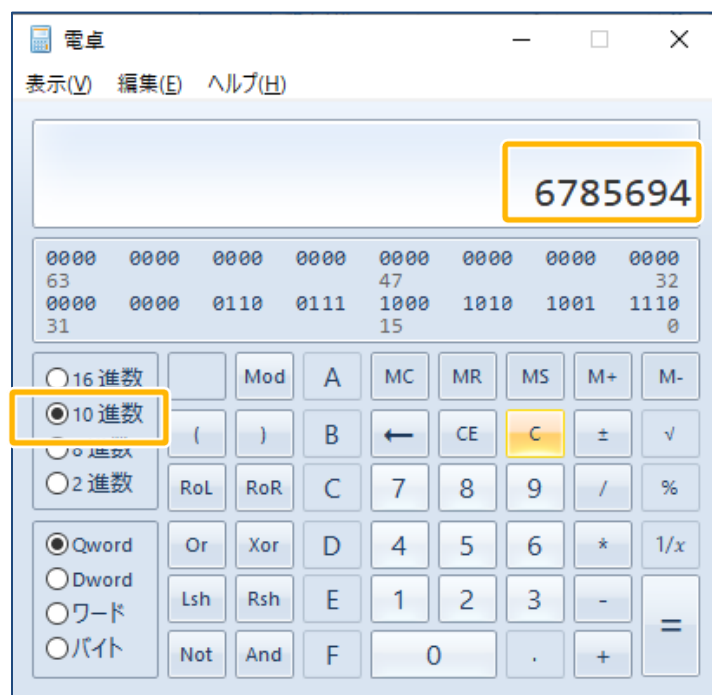 電卓
表示(V) 編集(E) ヘルプ(H)
6785694
0000 0000 0000 0000 0000 0000 0000 0000
63 47 32
0000 0000 0110 0111 1000 1010 1001 1110
31 15 0
16 進数 Mod A MC MR MS M+ M-
10 進数
8 進数 ( ) B ← CE C ± √
2 進数 RoL RoR C 7 8 9 / %
Qword Or Xor D 4 5 6 * 1/x
Dword
ワード Lsh Rsh E 1 2 3 - =
バイト Not And F 0 . +